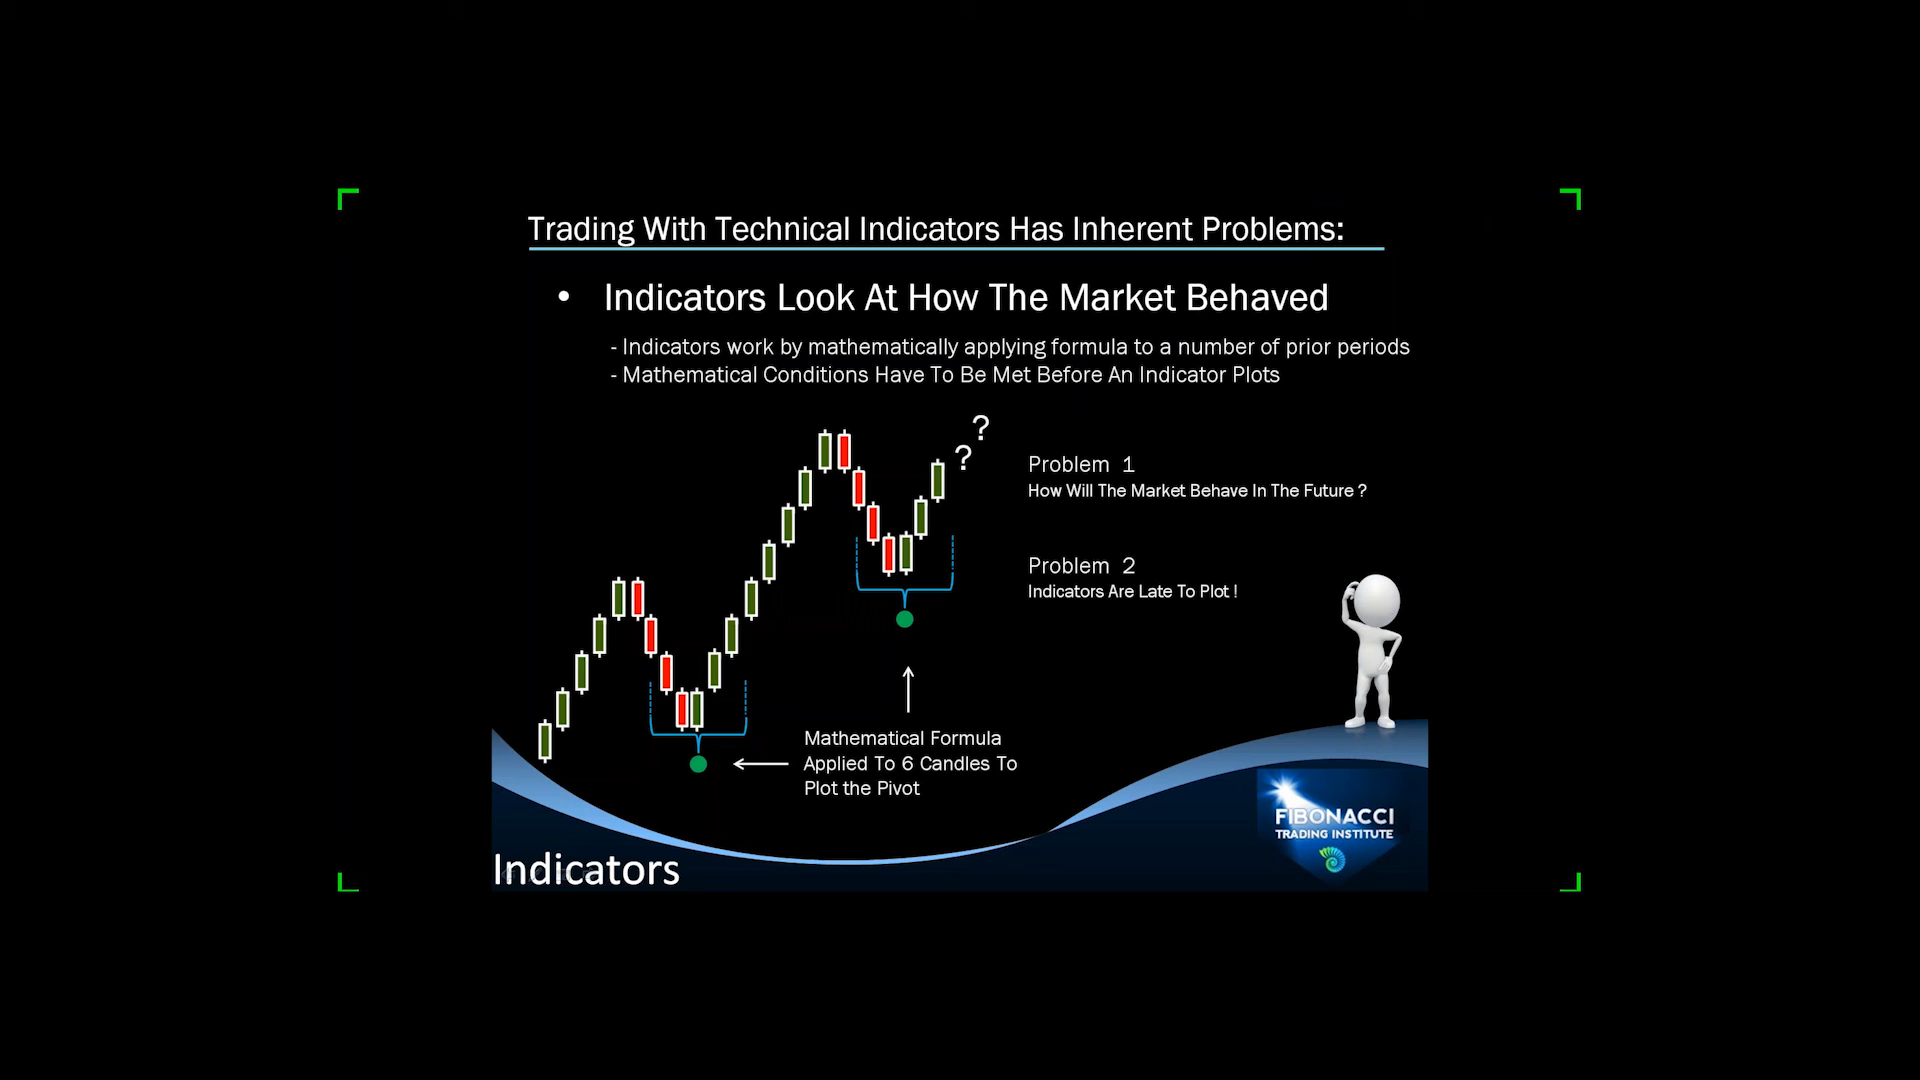 Trading With Technical Indicators Has Inherent Problems:
• Indicators Look At How The Market Behaved
- Indicators work by mathematically applying formula to a number of prior periods
- Mathematical Conditions Have To Be Met Before An Indicator Plots
?
?
Problem 1
How Will The Market Behave In The Future ?
Problem 2
Indicators Are Late To Plot !
Mathematical Formula
Applied To 6 Candles To
Plot the Pivot
FIBONACCI
TRADING INSTITUTE
Indicators